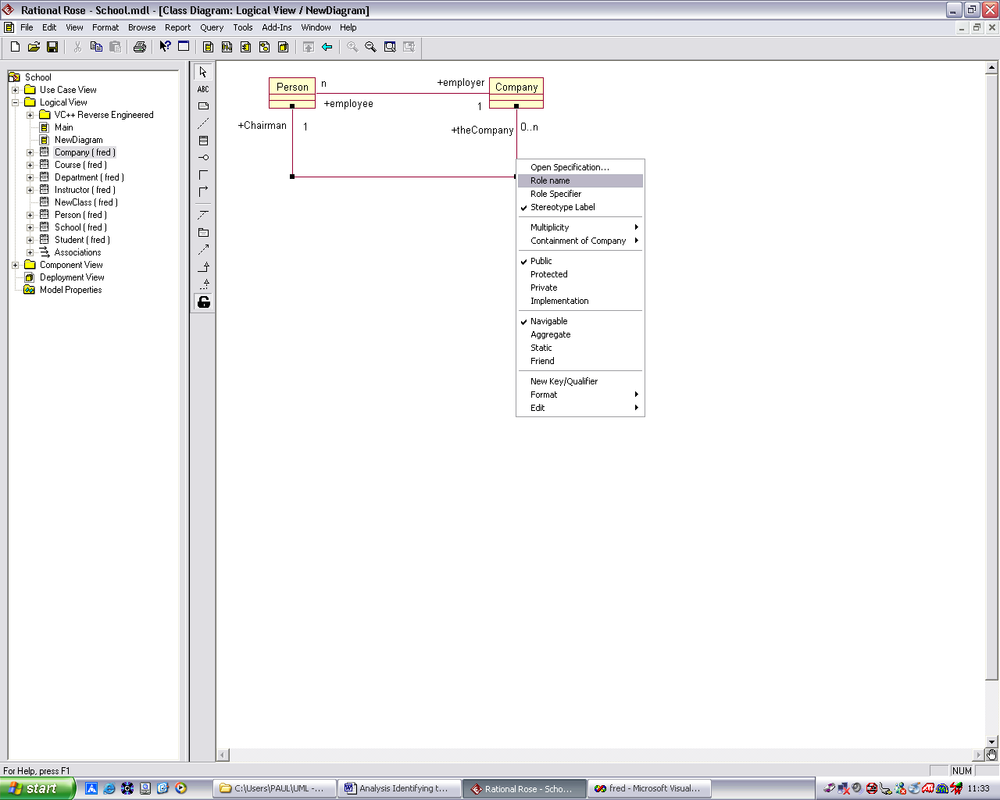 Rational Rose - School.mdl - [Class Diagram: Logical View / NewDiagram]
File Edit View Format Browse Report Query Tools Add-Ins Window Help
School
Use Case View
Logical View
VC++ Reverse Engineered
Main
NewDiagram
Company ( fred )
Course ( fred )
Department ( fred )
Instructor ( fred )
NewClass ( fred )
Person ( fred )
School ( fred )
Student ( fred )
Associations
Component View
Deployment View
Model Properties
ABC
Person n +employer Company
+employee 1
+Chairman 1 +theCompany 0..n
Open Specification...
Role name
Role Specifier
Stereotype Label
Multiplicity
Containment of Company
Public
Protected
Private
Implementation
Navigable
Aggregate
Static
Friend
New Key/Qualifier
Format
Edit
For Help, press F1
NUM
start C:\Users\PAUL\UML -... Analysis Identifying t... Rational Rose - Scho... fred - Microsoft Visual... 11:33